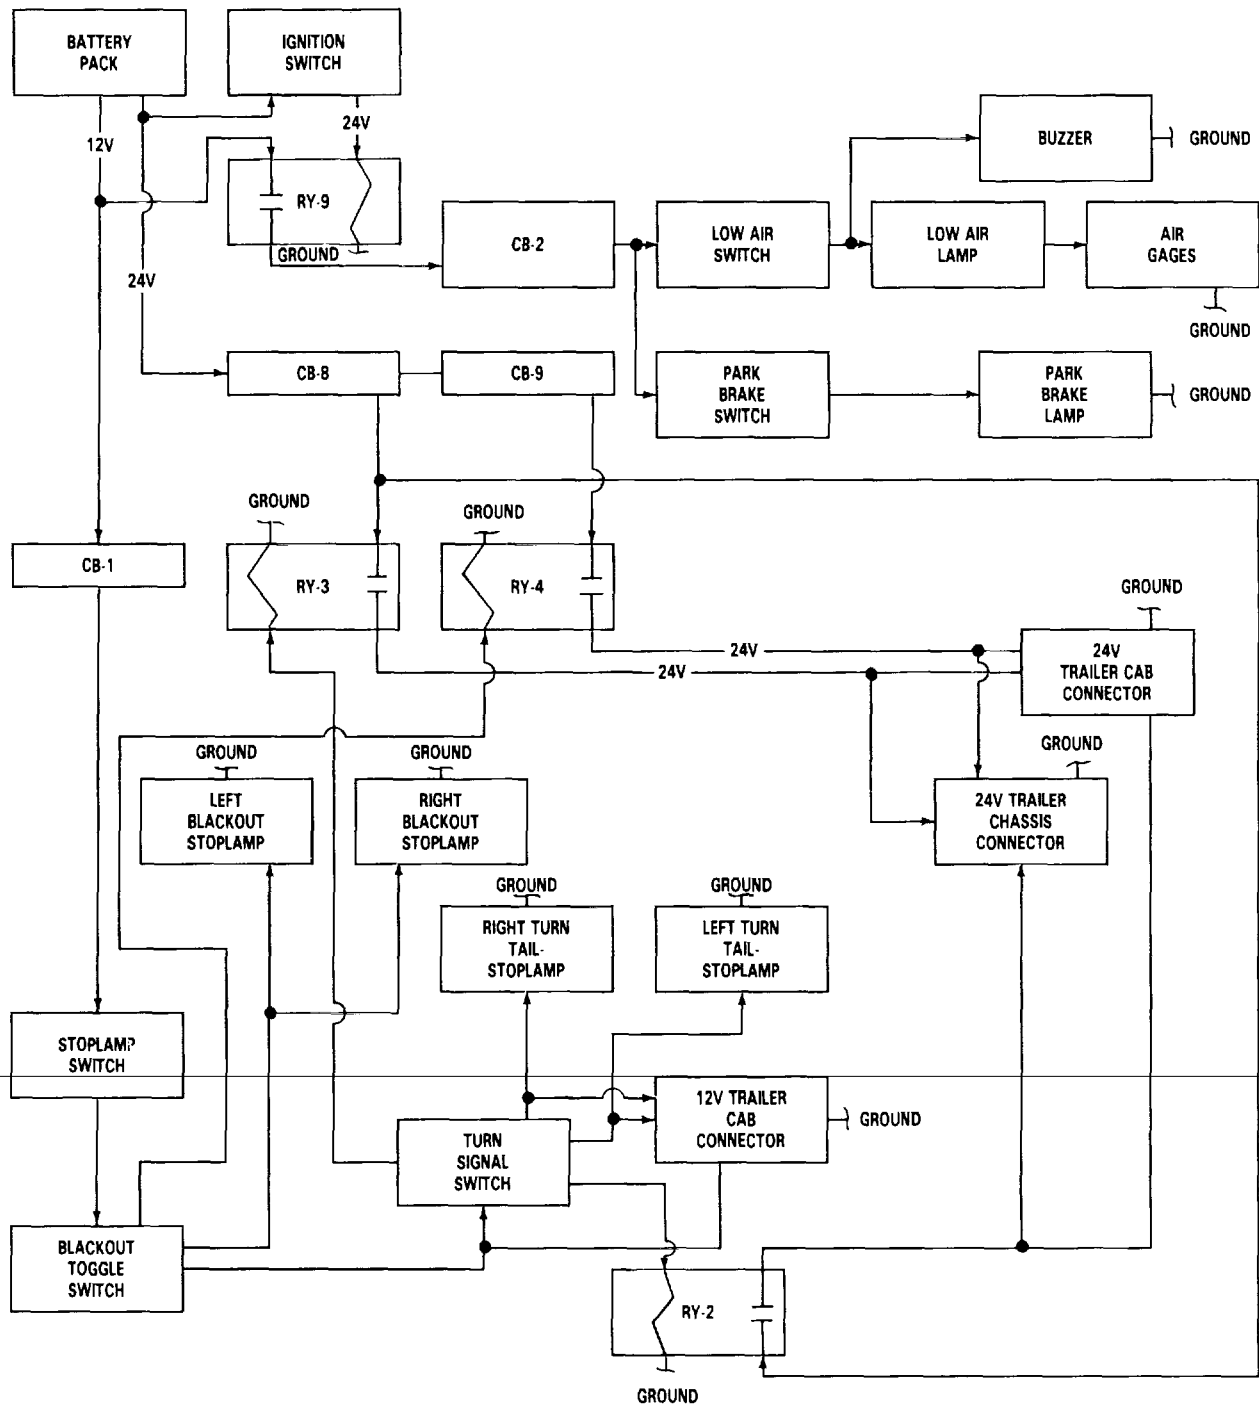 BATTERY
PACK
IGNITION
SWITCH
12V
24V
BUZZER
GROUND
RY-9
GROUND
24V
CB-2
LOW AIR
SWITCH
LOW AIR
LAMP
AIR
GAGES
GROUND
CB-8
CB-9
PARK
BRAKE
SWITCH
PARK
BRAKE
LAMP
GROUND
GROUND
GROUND
CB-1
RY-3
RY-4
GROUND
24V
24V
24V
TRAILER CAB
CONNECTOR
GROUND
GROUND
GROUND
LEFT
BLACKOUT
STOPLAMP
RIGHT
BLACKOUT
STOPLAMP
24V TRAILER
CHASSIS
CONNECTOR
GROUND
GROUND
RIGHT TURN
TAIL-
STOPLAMP
LEFT TURN
TAIL-
STOPLAMP
STOPLAMP
SWITCH
12V TRAILER
CAB
CONNECTOR
GROUND
TURN
SIGNAL
SWITCH
BLACKOUT
TOGGLE
SWITCH
RY-2
GROUND